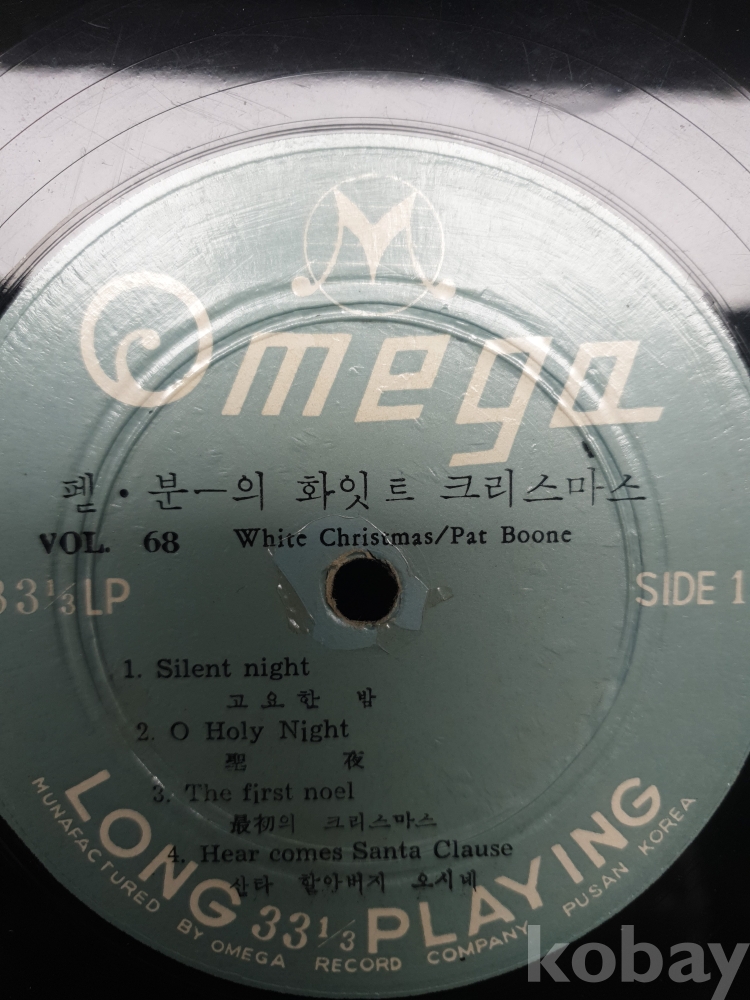 Omega
펱·분—의 화잇트 크리스마스
VOL. 68 White Christmas/Pat Boone
33⅓ LP
SIDE 1
1. Silent night
고요한 밤
2. O Holy Night
聖 夜
3. The first noel
最初의 크리스마스
4. Hear comes Santa Clause
산타 할아버지 오시네
LONG 33⅓ PLAYING
MUNAFACTURED BY OMEGA RECORD COMPANY PUSAN KOREA
kobay